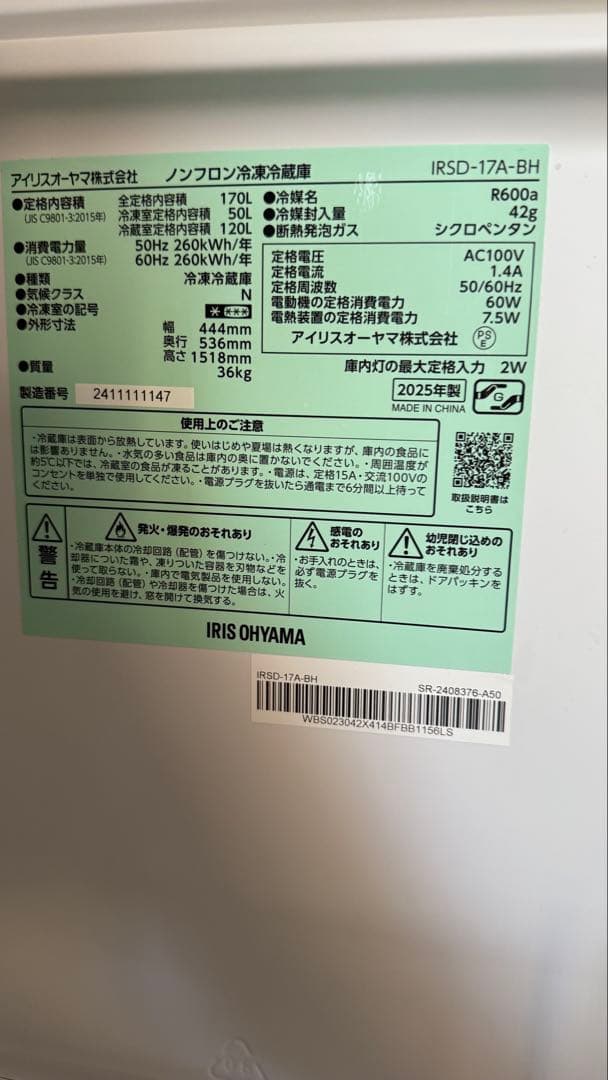 アイリスオーヤマ株式会社 ノンフロン冷凍冷蔵庫 IRSD-17A-BH
●定格内容積 全定格内容積 170L
(JIS C9801-3:2015年) 冷凍室定格内容積 50L
冷蔵室定格内容積 120L
●消費電力量 50Hz 260kWh/年
(JIS C9801-3:2015年) 60Hz 260kWh/年
●種類 冷凍冷蔵庫
●気候クラス N
●冷凍室の記号
●外形寸法 幅 444mm
奥行 536mm
高さ 1518mm
●質量 36kg
製造番号 2411111147
●冷媒名 R600a
●冷媒封入量 42g
●断熱発泡ガス シクロペンタン
定格電圧 AC100V
定格電流 1.4A
定格周波数 50/60Hz
電動機の定格消費電力 60W
電熱装置の定格消費電力 7.5W
アイリスオーヤマ株式会社 PS E
庫内灯の最大定格入力 2W
2025年製 G
MADE IN CHINA
使用上のご注意
・冷蔵庫は表面から放熱しています。使いはじめや夏場は熱くなりますが、庫内の食品に
は影響ありません。・水気の多い食品は庫内の奥に置かないでください。・周囲温度が
約5℃以下では、冷蔵室の食品が凍ることがあります。・電源は、定格15A・交流100Vの
コンセントを単独で使用してください。・電源プラグを抜いたら通電まで6分間以上待って
ください。
取扱説明書は
こちら
警告
発火・爆発のおそれあり
・冷蔵庫本体の冷却回路（配管）を傷つけない。・冷
却器についた霜や、凍りついた容器を刃物などを
使って取らない。・庫内で電気製品を使用しない。
・冷却回路（配管）や冷却器を傷つけた場合は、火
気の使用を避け、窓を開けて換気する。
感電の
おそれあり
・お手入れのときは、
必ず電源プラグを
抜く。
幼児閉じ込めの
おそれあり
・冷蔵庫を廃棄処分する
ときは、ドアパッキンを
はずす。
IRIS OHYAMA
IRSD-17A-BH
SR-2408376-A50
WBS023042X414BFBB1156LS